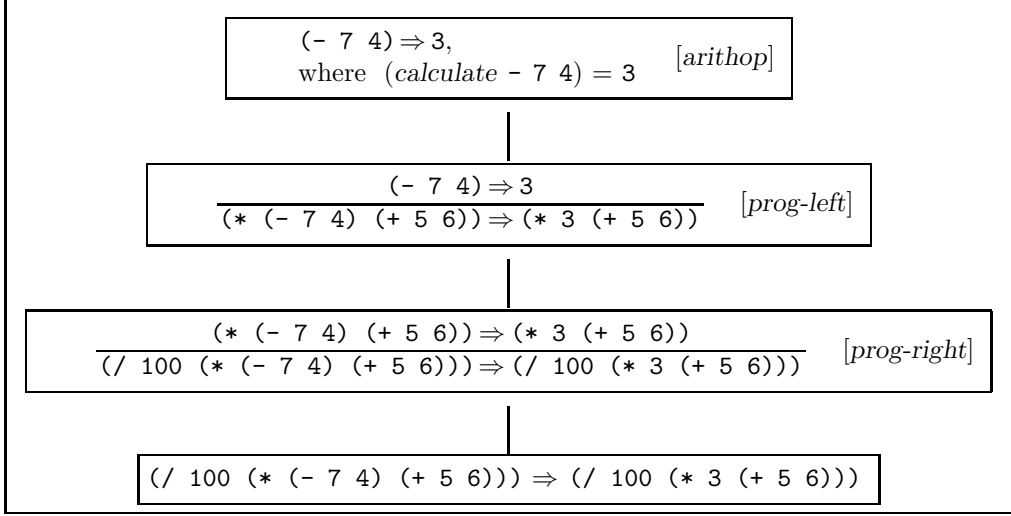 (- 7 4) ⇒ 3,
where (calculate - 7 4) = 3 [arithop]
(- 7 4) ⇒ 3
(* (- 7 4) (+ 5 6)) ⇒ (* 3 (+ 5 6)) [prog-left]
(* (- 7 4) (+ 5 6)) ⇒ (* 3 (+ 5 6))
(/ 100 (* (- 7 4) (+ 5 6))) ⇒ (/ 100 (* 3 (+ 5 6))) [prog-right]
(/ 100 (* (- 7 4) (+ 5 6))) ⇒ (/ 100 (* 3 (+ 5 6)))